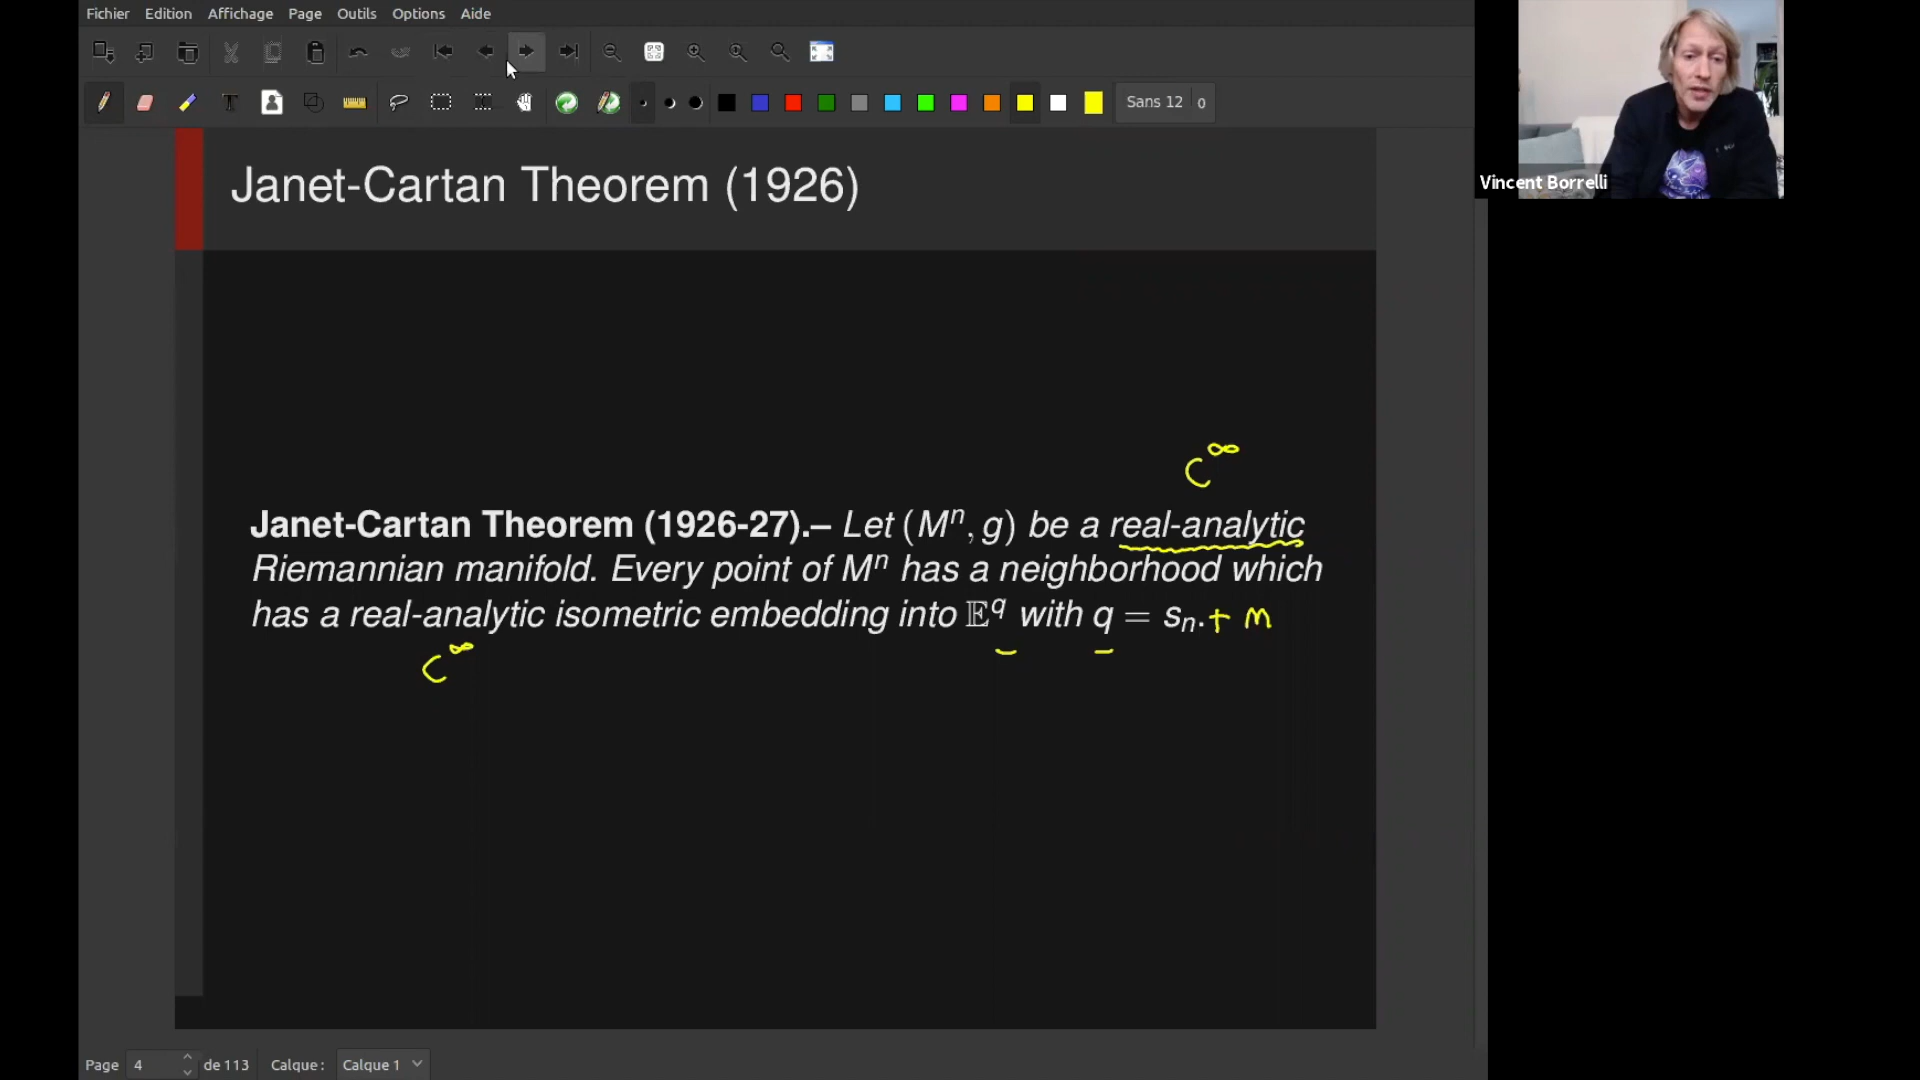 Fichier Edition Affichage Page Outils Options Aide
Sans 12
Vincent Borrelli
Janet-Cartan Theorem (1926)
C^∞
Janet-Cartan Theorem (1926-27).– Let (Mⁿ, g) be a real-analytic
Riemannian manifold. Every point of Mⁿ has a neighborhood which
has a real-analytic isometric embedding into 𝔼^q with q = sₙ. + n
C^∞
Page 4 de 113 Calque : Calque 1